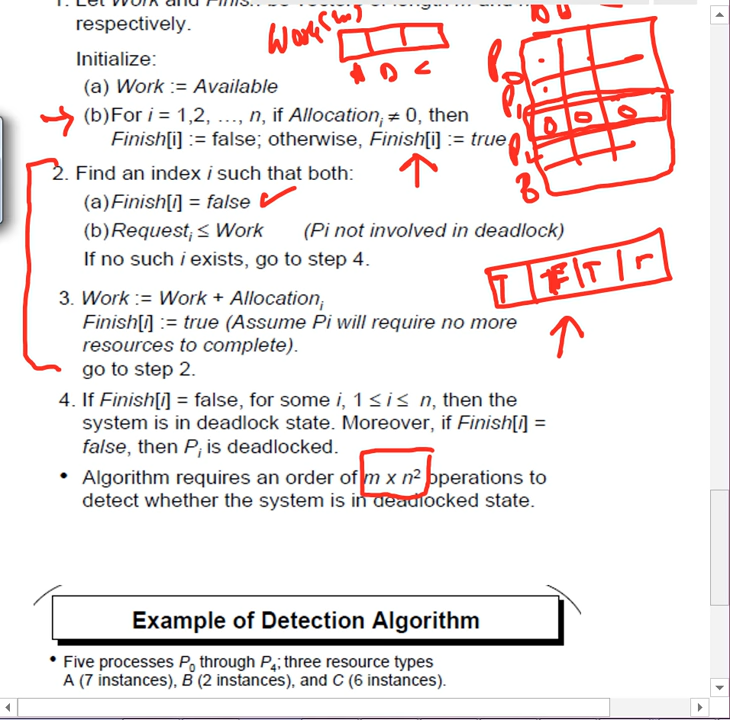 respectively.
Work(m)
Initialize:
A D C
(a) Work := Available
(b) For i = 1,2, …, n, if Allocationi ≠ 0, then
Finish[i] := false; otherwise, Finish[i] := true
P0
P1
0 0 0
2. Find an index i such that both:
(a) Finish[i] = false
(b) Requesti ≤ Work (Pi not involved in deadlock)
If no such i exists, go to step 4.
T F T r
3. Work := Work + Allocationi
Finish[i] := true (Assume Pi will require no more
resources to complete).
go to step 2.
4. If Finish[i] = false, for some i, 1 ≤ i ≤ n, then the
system is in deadlock state. Moreover, if Finish[i] =
false, then Pi is deadlocked.
• Algorithm requires an order of m x n² operations to
detect whether the system is in deadlocked state.
Example of Detection Algorithm
• Five processes P0 through P4; three resource types
A (7 instances), B (2 instances), and C (6 instances).